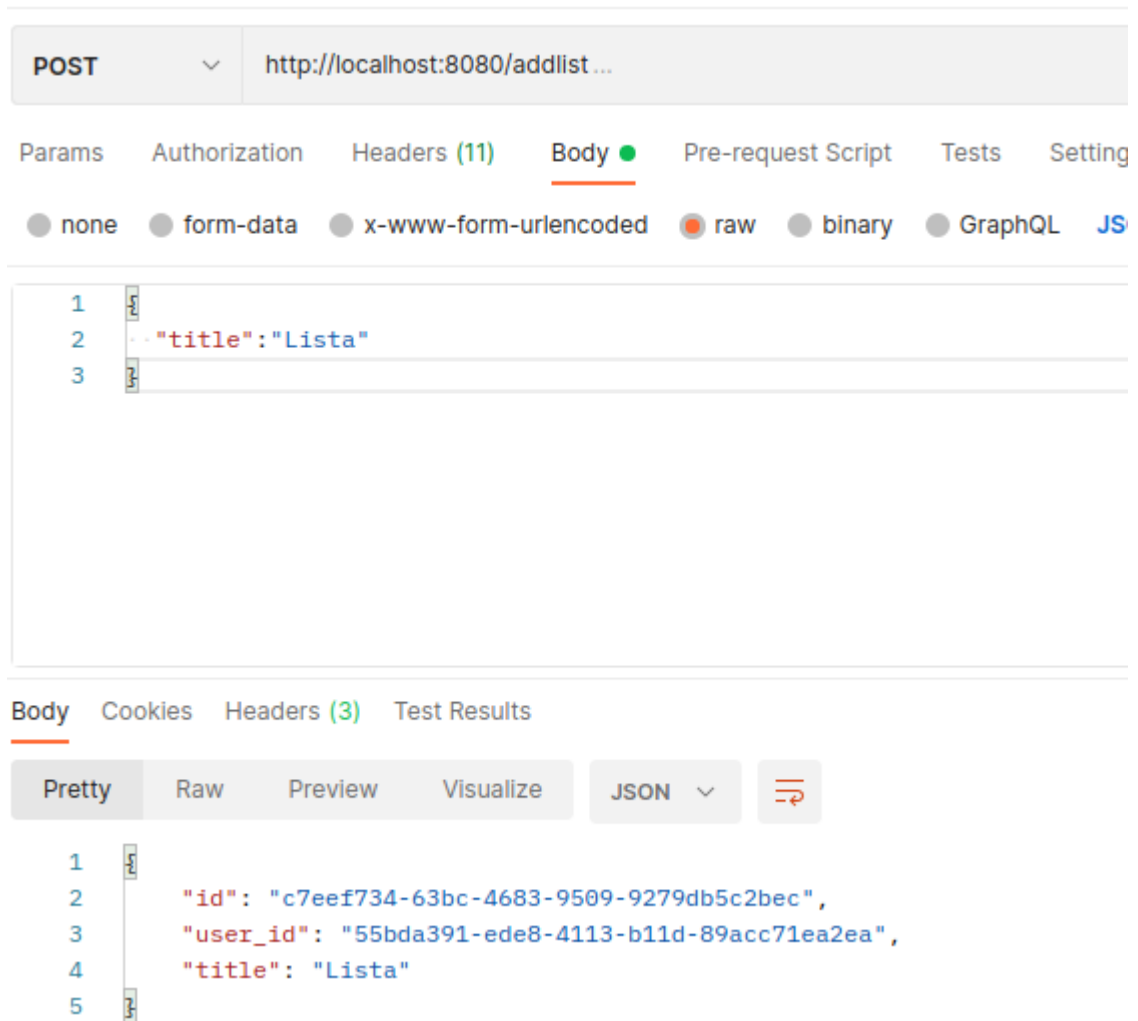 POST http://localhost:8080/addlist ...
Params Authorization Headers (11) Body Pre-request Script Tests Setting
none form-data x-www-form-urlencoded raw binary GraphQL
1 {
2 "title":"Lista"
3 }
Body Cookies Headers (3) Test Results
Pretty Raw Preview Visualize JSON
1 {
2 "id": "c7eef734-63bc-4683-9509-9279db5c2bec",
3 "user_id": "55bda391-ede8-4113-b11d-89acc71ea2ea",
4 "title": "Lista"
5 }